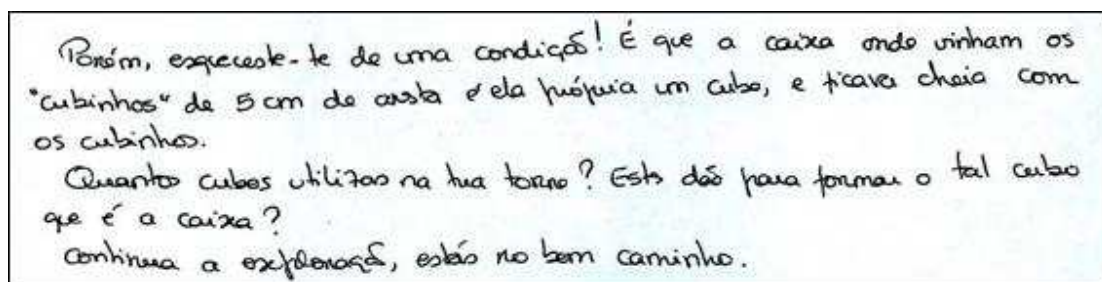 Porém, esqueceste-te de uma condição! É que a caixa onde vinham os
"cubinhos" de 5 cm de aresta é ela própria um cubo, e ficava cheia com
os cubinhos.
Quantos cubos utilizas na tua torre? Estes dão para formar o tal cubo
que é a caixa?
Continua a exploração, estás no bom caminho.